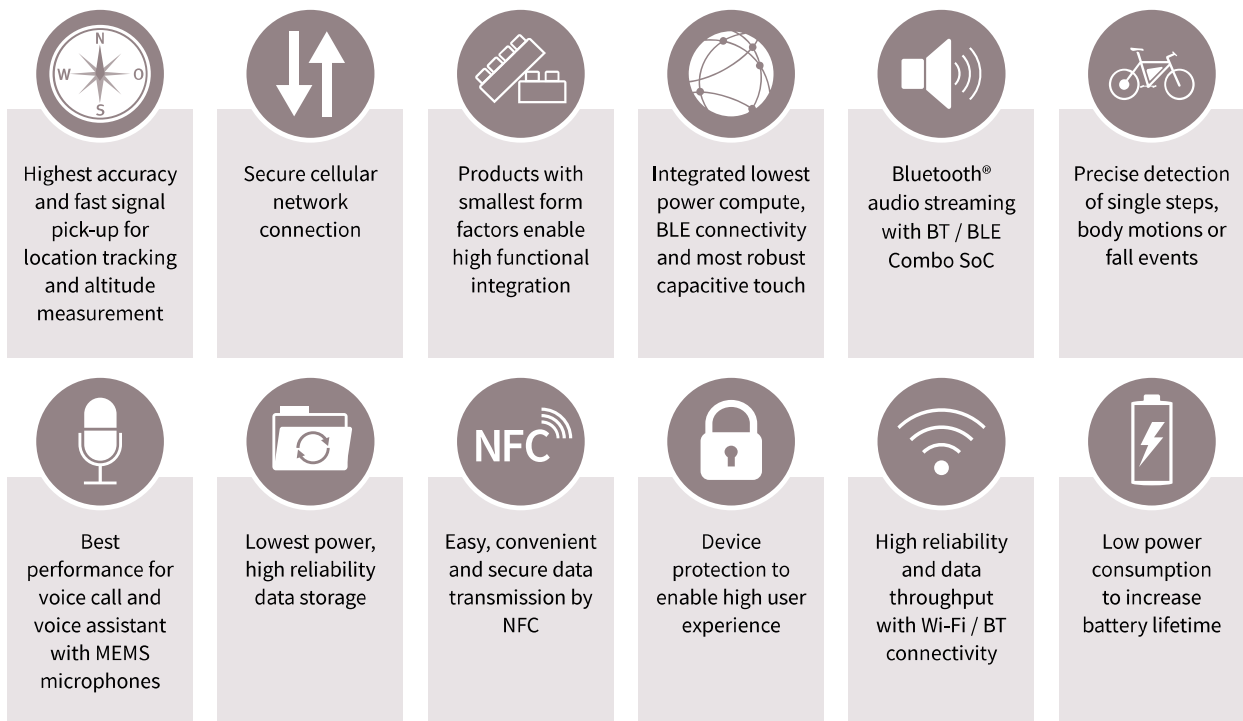 N
W
O
S
Highest accuracy
and fast signal
pick-up for
location tracking
and altitude
measurement
Secure cellular
network
connection
Products with
smallest form
factors enable
high functional
integration
Integrated lowest
power compute,
BLE connectivity
and most robust
capacitive touch
Bluetooth®
audio streaming
with BT / BLE
Combo SoC
Precise detection
of single steps,
body motions or
fall events
Best
performance for
voice call and
voice assistant
with MEMS
microphones
Lowest power,
high reliability
data storage
NFC
Easy, convenient
and secure data
transmission by
NFC
Device
protection to
enable high user
experience
High reliability
and data
throughput
with Wi-Fi / BT
connectivity
Low power
consumption
to increase
battery lifetime